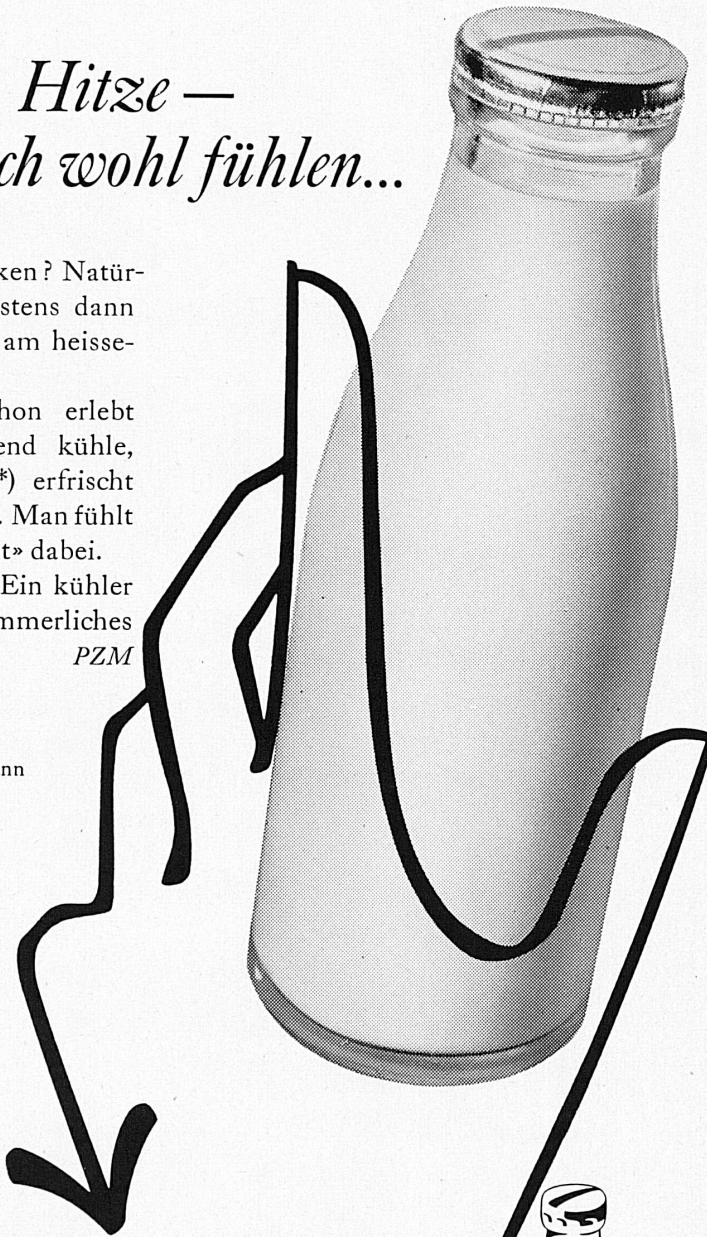 Hitze —
ch wohl fühlen...
ken? Natür-
stens dann
am heisse-
hon erlebt
end kühle,
*) erfrischt
. Man fühlt
t» dabei.
Ein kühler
mmerliches
PZM
nn